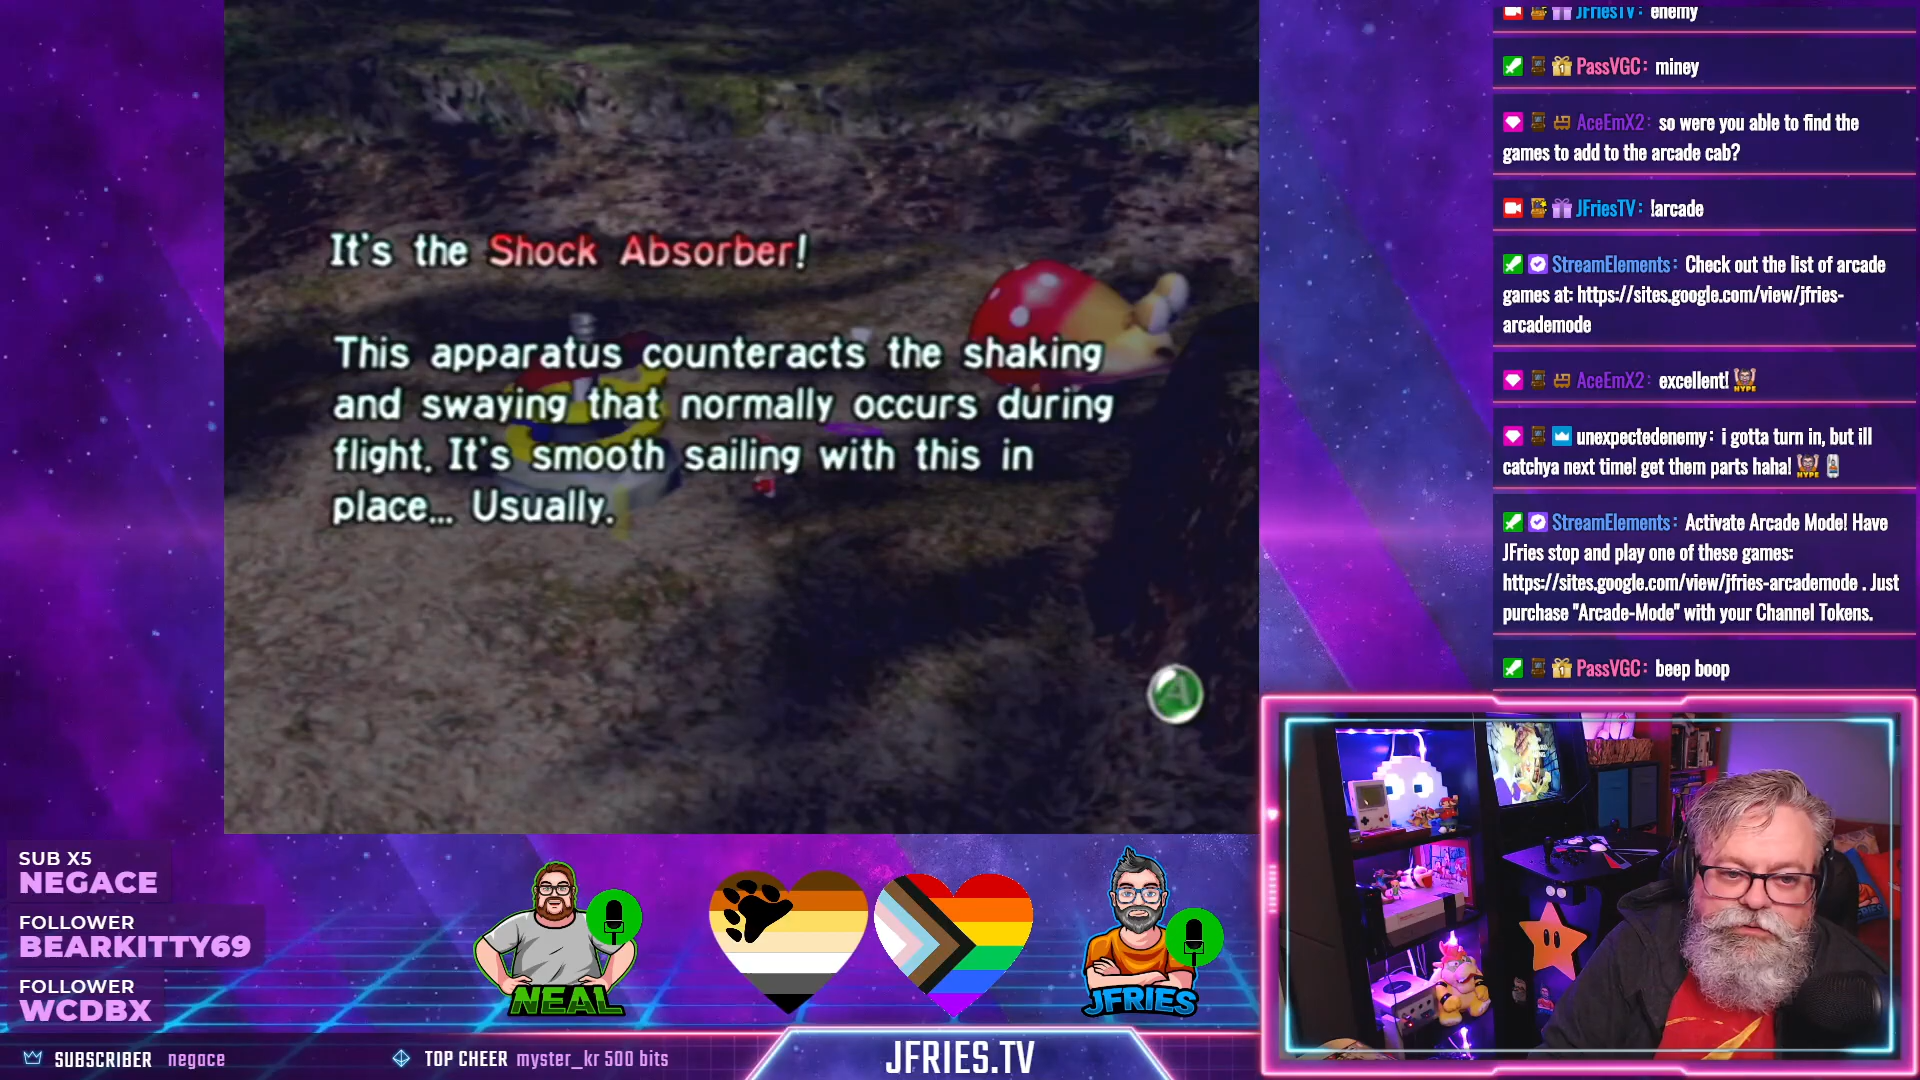 It's the Shock Absorber!
This apparatus counteracts the shaking
and swaying that normally occurs during
flight. It's smooth sailing with this in
place... Usually.
A
JFriesTV: enemy
PassVGC: miney
AceEmX2: so were you able to find the
games to add to the arcade cab?
JFriesTV: !arcade
StreamElements: Check out the list of arcade
games at: https://sites.google.com/view/jfries-
arcademode
AceEmX2: excellent! HYPE
unexpectedenemy: i gotta turn in, but ill
catchya next time! get them parts haha! HYPE
StreamElements: Activate Arcade Mode! Have
JFries stop and play one of these games:
https://sites.google.com/view/jfries-arcademode . Just
purchase "Arcade-Mode" with your Channel Tokens.
PassVGC: beep boop
SUB X5
NEGACE
FOLLOWER
BEARKITTY69
FOLLOWER
WCDBX
NEAL
JFRIES
SUBSCRIBER negace
TOP CHEER myster_kr 500 bits
JFRIES.TV